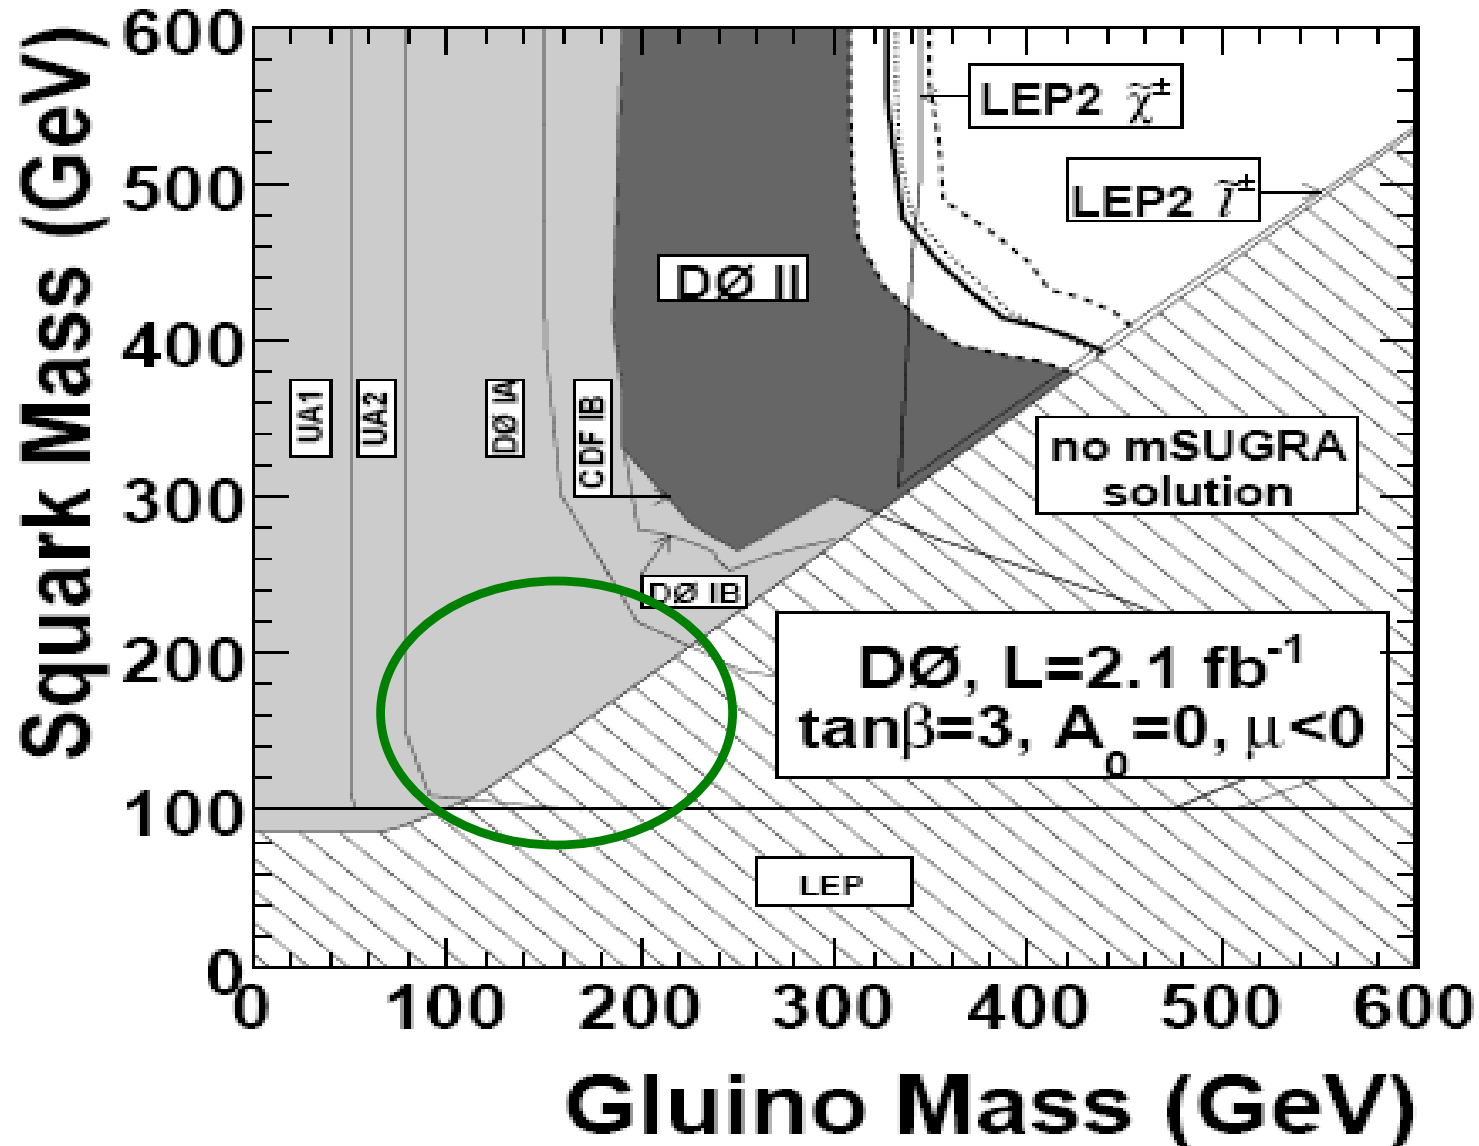 Squark Mass (GeV)
600
500
400
300
200
100
0
LEP2 χ̃±
LEP2 l̃±
DØ II
UA1
UA2
DØ IA
CDF IB
DØ IB
no mSUGRA
solution
DØ, L=2.1 fb⁻¹
tanβ=3, A₀=0, μ<0
LEP
0 100 200 300 400 500 600
Gluino Mass (GeV)